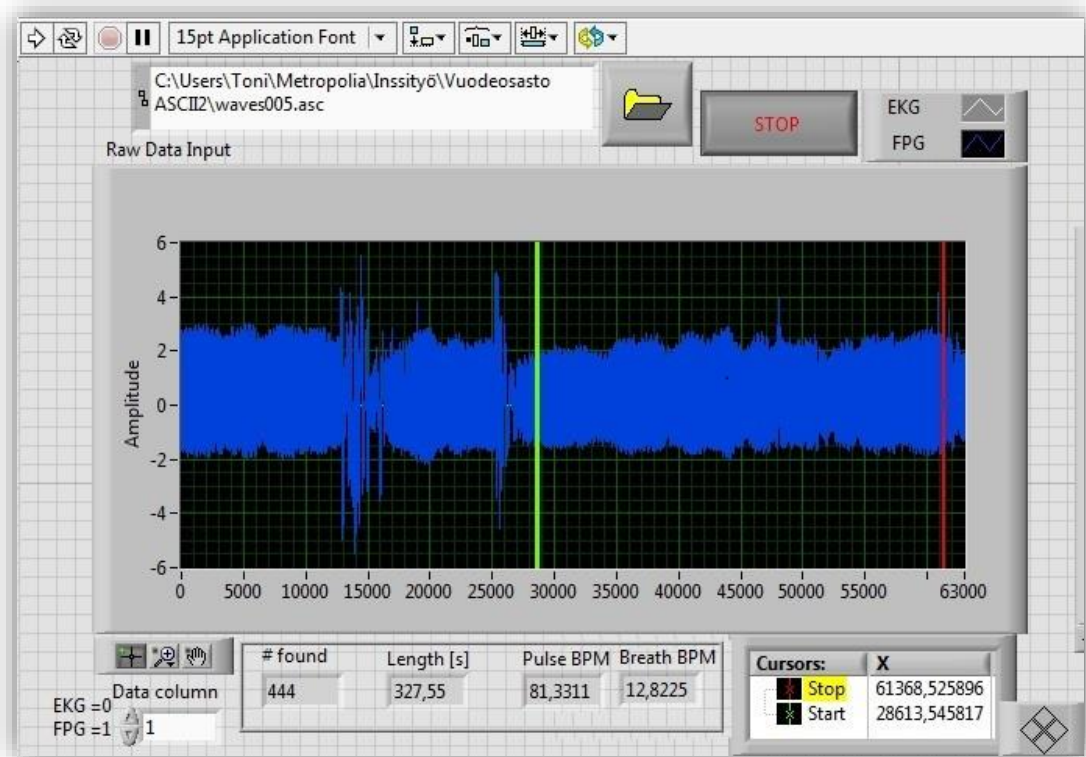 15pt Application Font
C:\Users\Toni\Metropolia\Inssityö\Vuodeosasto
ASCII2\waves005.asc
STOP
EKG
FPG
Raw Data Input
Amplitude
6
4
2
0
-2
-4
-6
0 5000 10000 15000 20000 25000 30000 35000 40000 45000 50000 55000 63000
# found Length [s] Pulse BPM Breath BPM
444 327,55 81,3311 12,8225
Data column
EKG =0
FPG =1 1
Cursors: X
Stop 61368,525896
Start 28613,545817